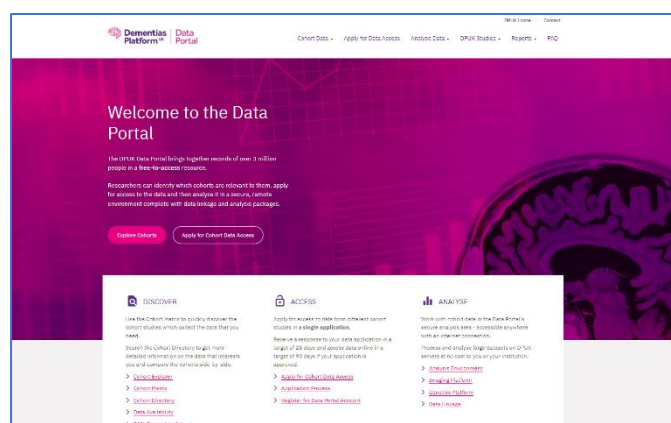 DPUK Home Contact
Dementias Platform UK Data Portal
Cohort Data Apply for Data Access Analyse Data DPUK Studies Reports FAQ
Welcome to the Data
Portal
The DPUK Data Portal brings together records of over 3 million
people in a free-to-access resource.
Researchers can identify which cohorts are relevant to them, apply
for access to the data and then analyse it in a secure, remote
environment complete with data linkage and analysis packages.
Explore Cohorts Apply for Cohort Data Access
DISCOVER
Use the Cohort Matrix to quickly discover the
cohort studies which collect the data that you
need.
Search the Cohort Directory to get more
detailed information on the data that interests
you and compare the cohorts side-by-side.
Cohort Explorer
Cohort Matrix
Cohort Directory
Data Availability
ACCESS
Apply for access to data from different cohort
studies in a single application.
Receive a response to your data application in a
target of 28 days and access data online in a
target of 90 days if your application is
approved.
Apply for Cohort Data Access
Application Process
Register for Data Portal Account
ANALYSE
Work with cohort data in the Data Portal's
secure analysis area - accessible anywhere
with an internet connection.
Process and analyse large datasets on DPUK
servers at no cost to you or your institution.
Analysis Environment
Imaging Platform
Genetics Platform
Data Linkage